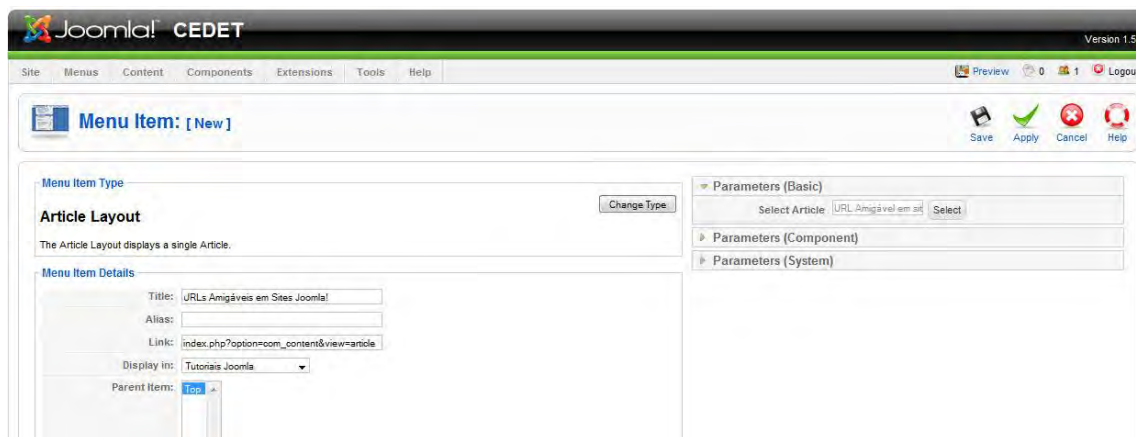 Joomla! CEDET
Version 1.5
Site Menus Content Components Extensions Tools Help
Preview 0 1 Logou
Menu Item: [ New ]
Save Apply Cancel Help
Menu Item Type
Change Type
Article Layout
The Article Layout displays a single Article.
Menu Item Details
Title: URLs Amigáveis em Sites Joomla!
Alias:
Link: index.php?option=com_content&view=article
Display in: Tutoriais Joomla
Parent Item: Top
Parameters (Basic)
Select Article URL Amigável em sit Select
Parameters (Component)
Parameters (System)